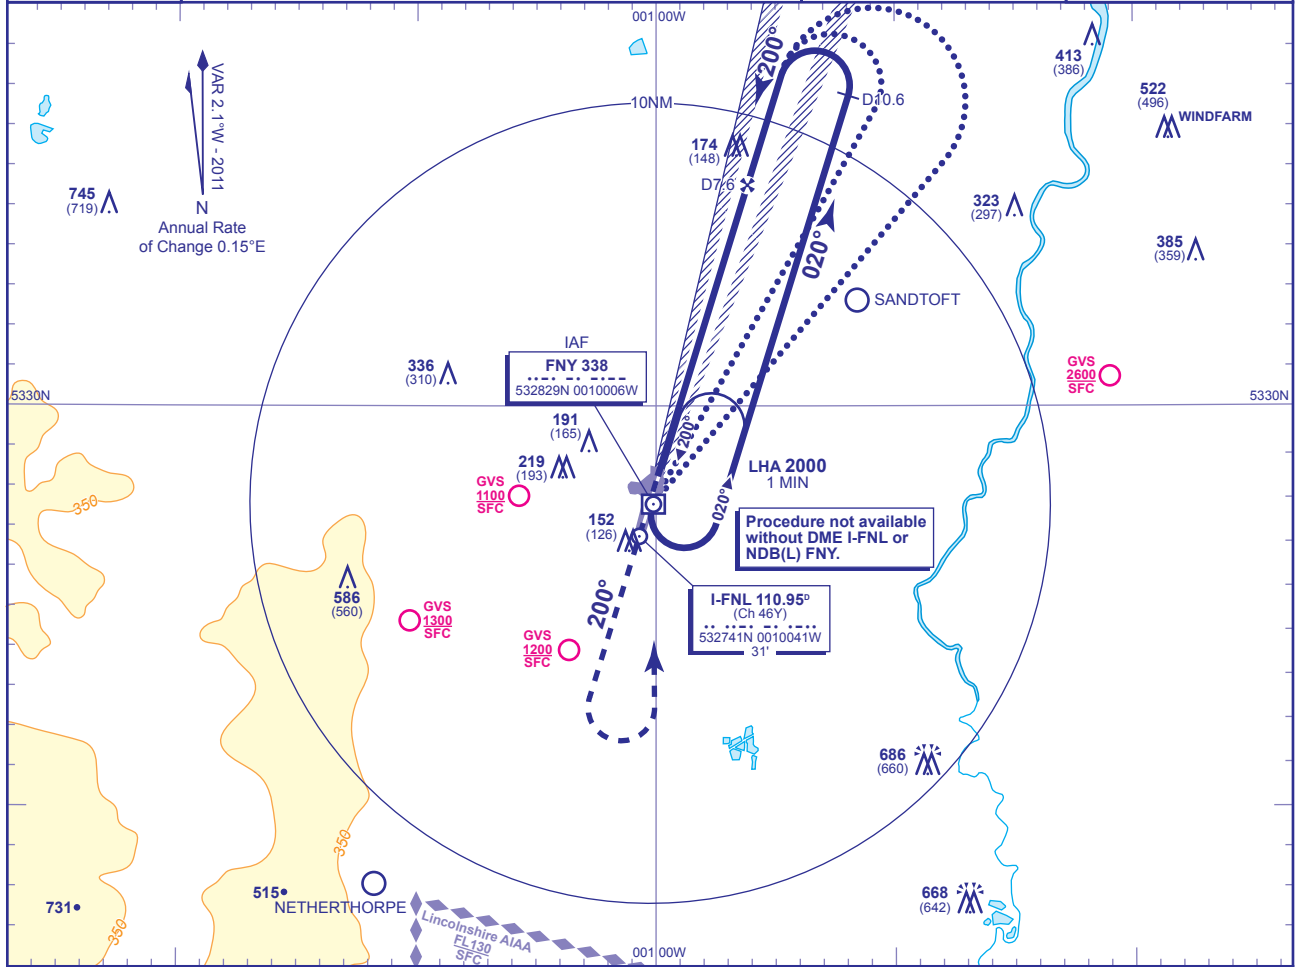 001 00W
200°
413
(386)
522
(496)
WINDFARM
VAR 2.1°W - 2011
10NM
D10.6
174
(148)
D7.6
745
(719)
N
Annual Rate
of Change 0.15°E
323
(297)
020°
385
(359)
SANDTOFT
IAF
FNY 338
532829N 0010006W
336
(310)
GVS
2600
SFC
5330N
5330N
191
(165)
200°
219
(193)
LHA 2000
1 MIN
GVS
1100
SFC
350
020°
152
(126)
Procedure not available
without DME I-FNL or
NDB(L) FNY.
586
(560)
200°
I-FNL 110.95ᴰ
(Ch 46Y)
532741N 0010041W
31'
GVS
1300
SFC
GVS
1200
SFC
686
(660)
350
515
NETHERTHORPE
731
350
Lincolnshire AIAA
FL130
SFC
668
(642)
001 00W